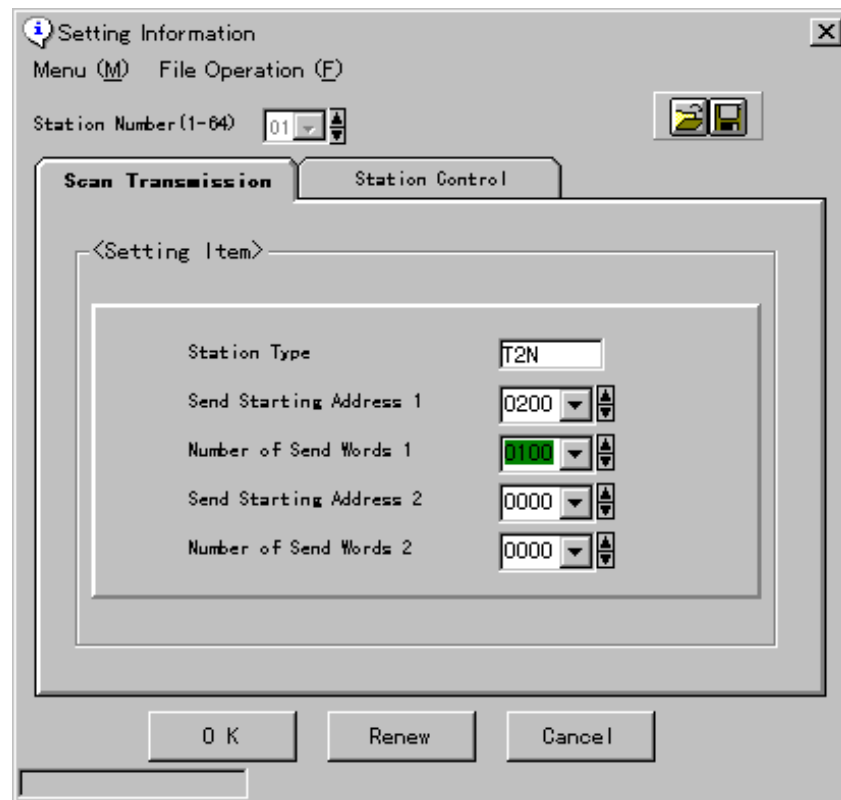 Setting Information
Menu (M) File Operation (F)
Station Number(1-64) 01
Scan Transmission Station Control
<Setting Item>
Station Type T2N
Send Starting Address 1 0200
Number of Send Words 1 0100
Send Starting Address 2 0000
Number of Send Words 2 0000
O K Renew Cancel